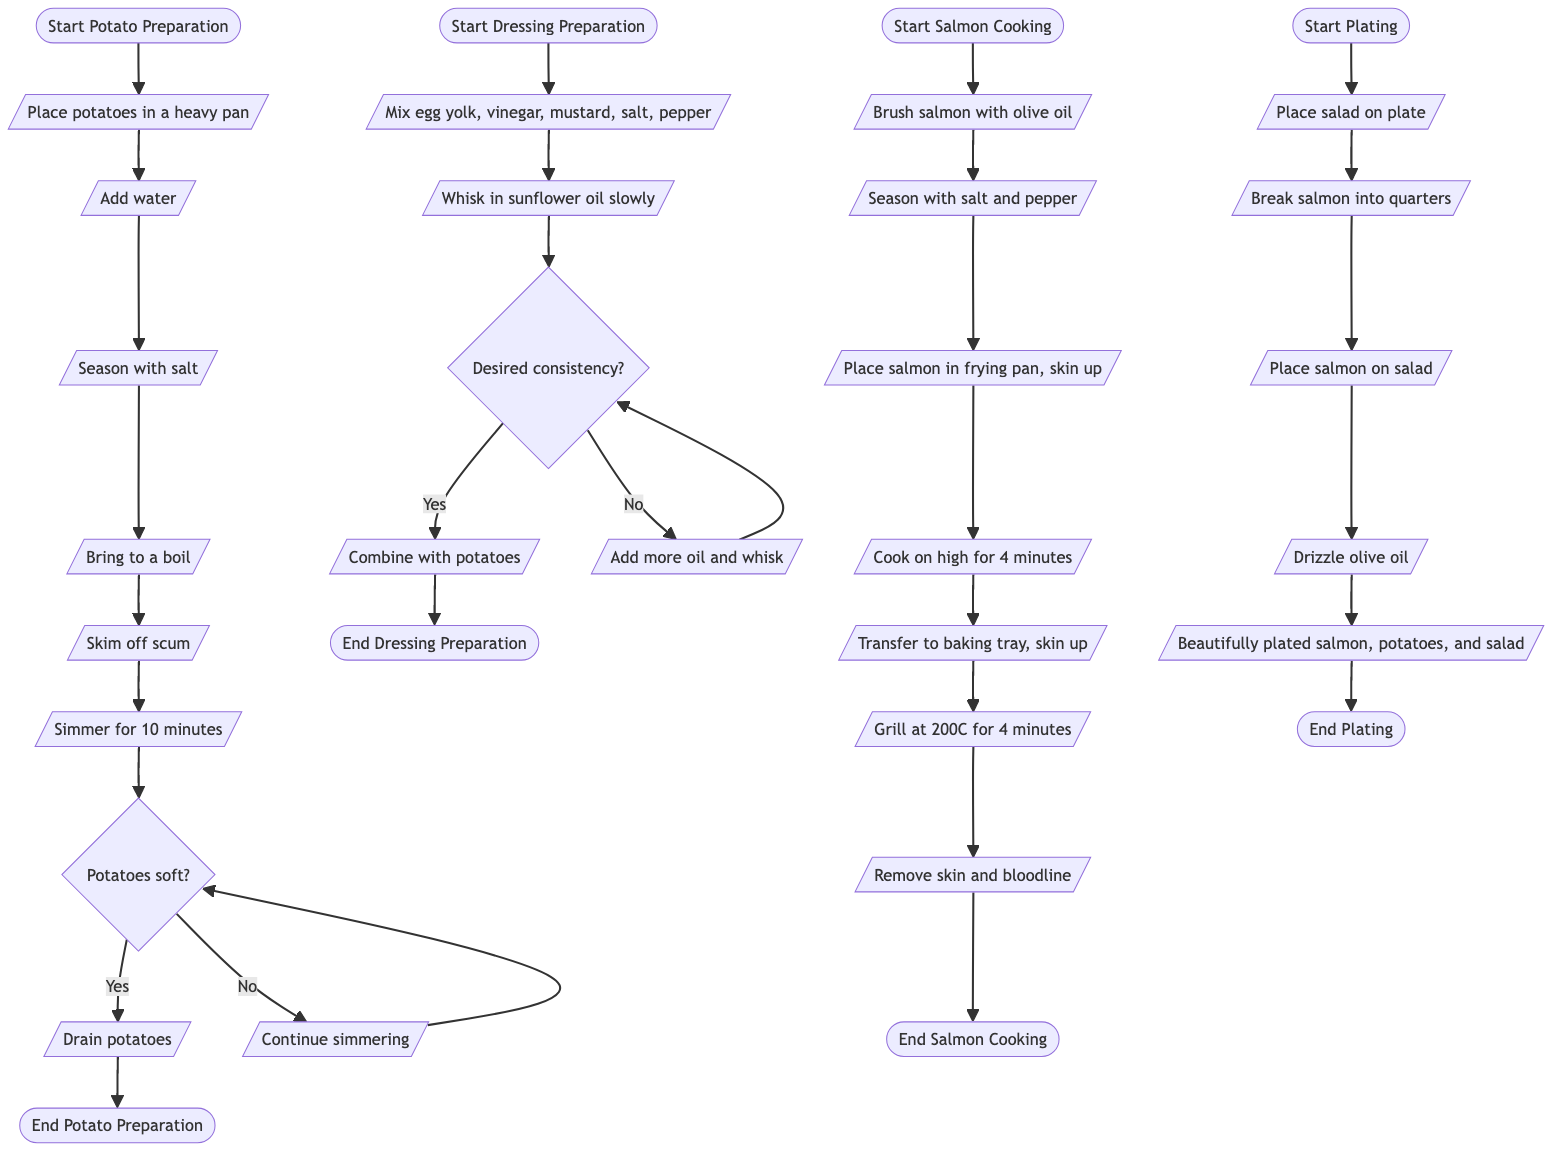 Start Potato Preparation
Place potatoes in a heavy pan
Add water
Season with salt
Bring to a boil
Skim off scum
Simmer for 10 minutes
Potatoes soft?
Yes
No
Drain potatoes
Continue simmering
End Potato Preparation
Start Dressing Preparation
Mix egg yolk, vinegar, mustard, salt, pepper
Whisk in sunflower oil slowly
Desired consistency?
Yes
No
Combine with potatoes
Add more oil and whisk
End Dressing Preparation
Start Salmon Cooking
Brush salmon with olive oil
Season with salt and pepper
Place salmon in frying pan, skin up
Cook on high for 4 minutes
Transfer to baking tray, skin up
Grill at 200C for 4 minutes
Remove skin and bloodline
End Salmon Cooking
Start Plating
Place salad on plate
Break salmon into quarters
Place salmon on salad
Drizzle olive oil
Beautifully plated salmon, potatoes, and salad
End Plating